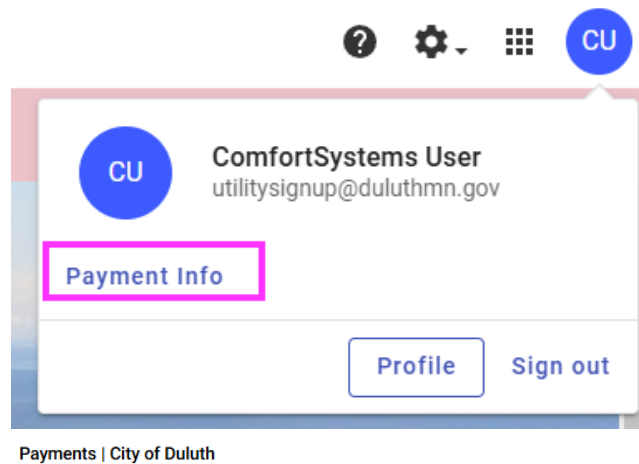 CU
CU
ComfortSystems User
utilitysignup@duluthmn.gov
Payment Info
Profile
Sign out
Payments | City of Duluth